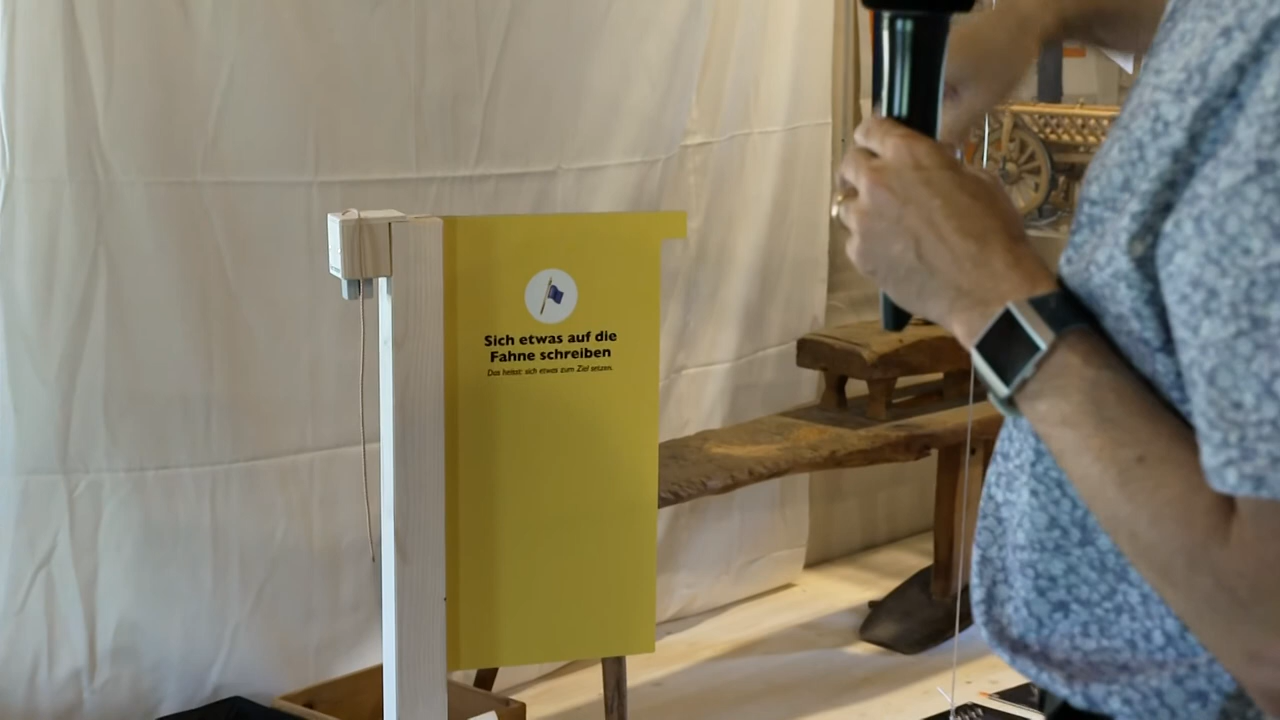 Sich etwas auf die
Fahne schreiben
Das heisst: sich etwas zum Ziel setzen.